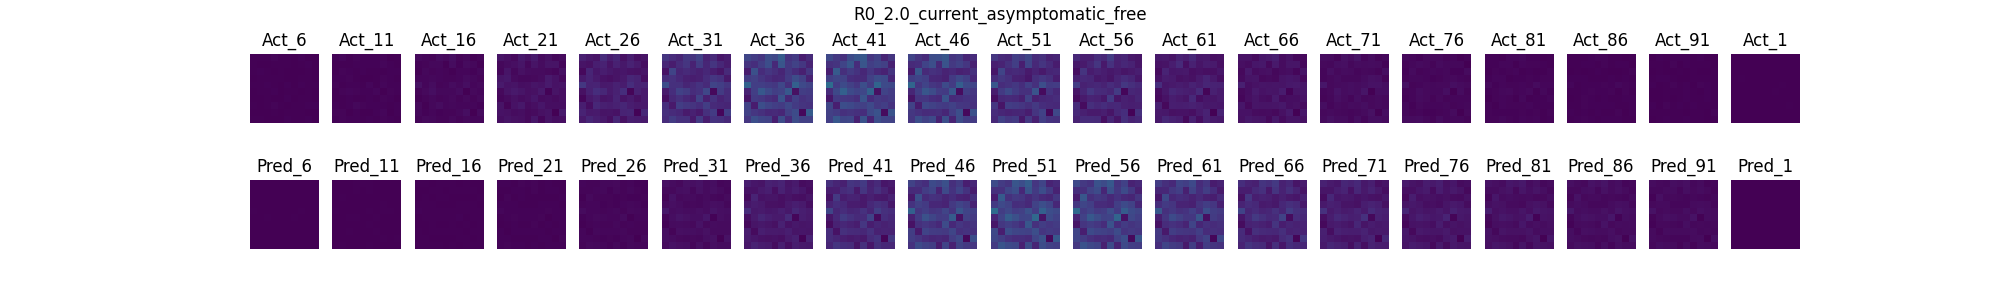 R0_2.0_current_asymptomatic_free
Act_6 Act_11 Act_16 Act_21 Act_26 Act_31 Act_36 Act_41 Act_46 Act_51 Act_56 Act_61 Act_66 Act_71 Act_76 Act_81 Act_86 Act_91 Act_1
Pred_6 Pred_11 Pred_16 Pred_21 Pred_26 Pred_31 Pred_36 Pred_41 Pred_46 Pred_51 Pred_56 Pred_61 Pred_66 Pred_71 Pred_76 Pred_81 Pred_86 Pred_91 Pred_1